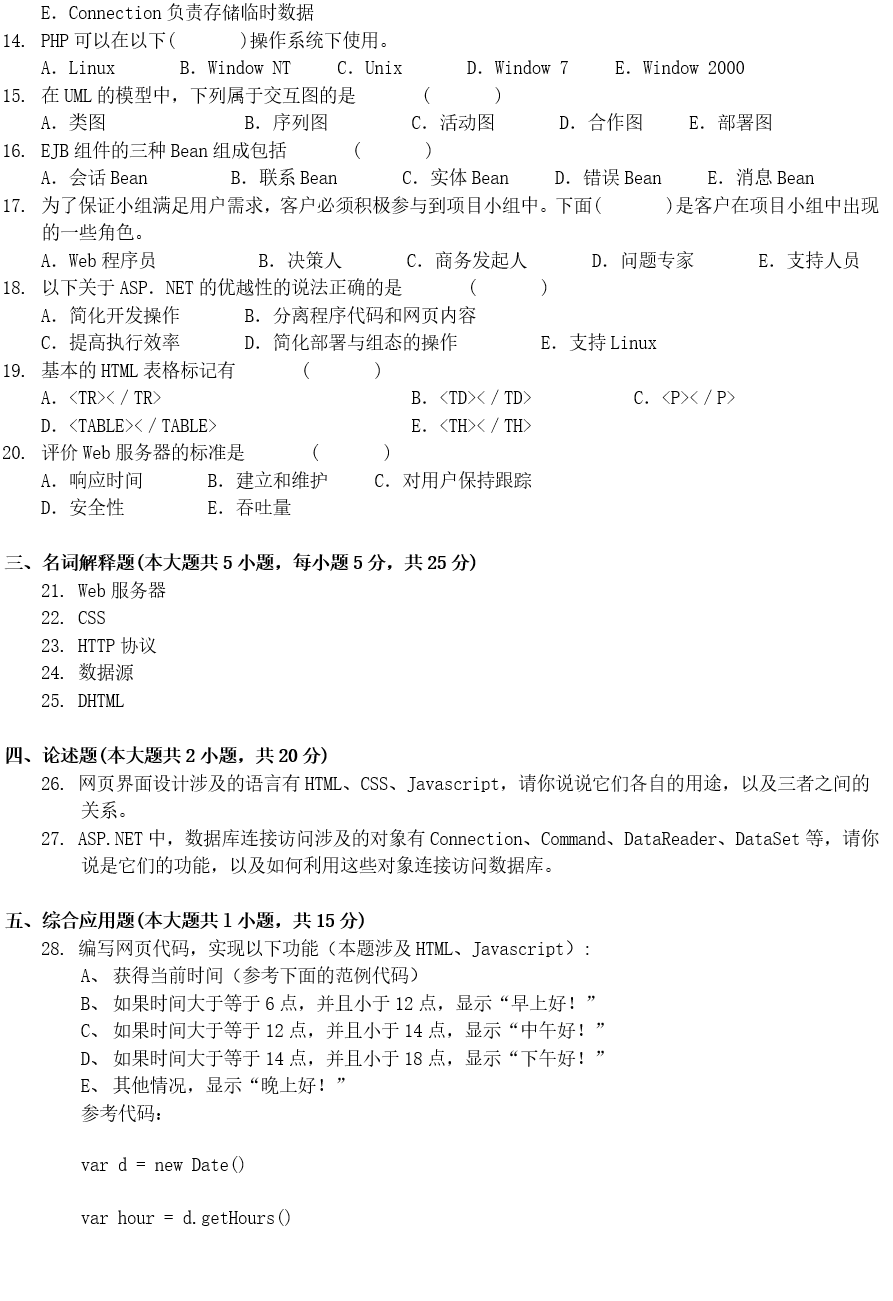 E．Connection 负责存储临时数据
14. PHP 可以在以下( )操作系统下使用。
A．Linux B．Window NT C．Unix D．Window 7 E．Window 2000
15. 在 UML 的模型中，下列属于交互图的是 ( )
A．类图 B．序列图 C．活动图 D．合作图 E．部署图
16. EJB 组件的三种 Bean 组成包括 ( )
A．会话 Bean B．联系 Bean C．实体 Bean D．错误 Bean E．消息 Bean
17. 为了保证小组满足用户需求，客户必须积极参与到项目小组中。下面( )是客户在项目小组中出现
的一些角色。
A．Web 程序员 B．决策人 C．商务发起人 D．问题专家 E．支持人员
18. 以下关于 ASP．NET 的优越性的说法正确的是 ( )
A．简化开发操作 B．分离程序代码和网页内容
C．提高执行效率 D．简化部署与组态的操作 E．支持 Linux
19. 基本的 HTML 表格标记有 ( )
A．<TR></TR> B．<TD></TD> C．<P></P>
D．<TABLE></TABLE> E．<TH></TH>
20. 评价 Web 服务器的标准是 ( )
A．响应时间 B．建立和维护 C．对用户保持跟踪
D．安全性 E．吞吐量
三、名词解释题(本大题共 5 小题，每小题 5 分，共 25 分)
21. Web 服务器
22. CSS
23. HTTP 协议
24. 数据源
25. DHTML
四、论述题(本大题共 2 小题，共 20 分)
26. 网页界面设计涉及的语言有 HTML、CSS、Javascript，请你说说它们各自的用途，以及三者之间的
关系。
27. ASP.NET 中，数据库连接访问涉及的对象有 Connection、Command、DataReader、DataSet 等，请你
说是它们的功能，以及如何利用这些对象连接访问数据库。
五、综合应用题(本大题共 1 小题，共 15 分)
28. 编写网页代码，实现以下功能（本题涉及 HTML、Javascript）:
A、 获得当前时间（参考下面的范例代码）
B、 如果时间大于等于 6 点，并且小于 12 点，显示“早上好！”
C、 如果时间大于等于 12 点，并且小于 14 点，显示“中午好！”
D、 如果时间大于等于 14 点，并且小于 18 点，显示“下午好！”
E、 其他情况，显示“晚上好！”
参考代码：
var d = new Date()
var hour = d.getHours()